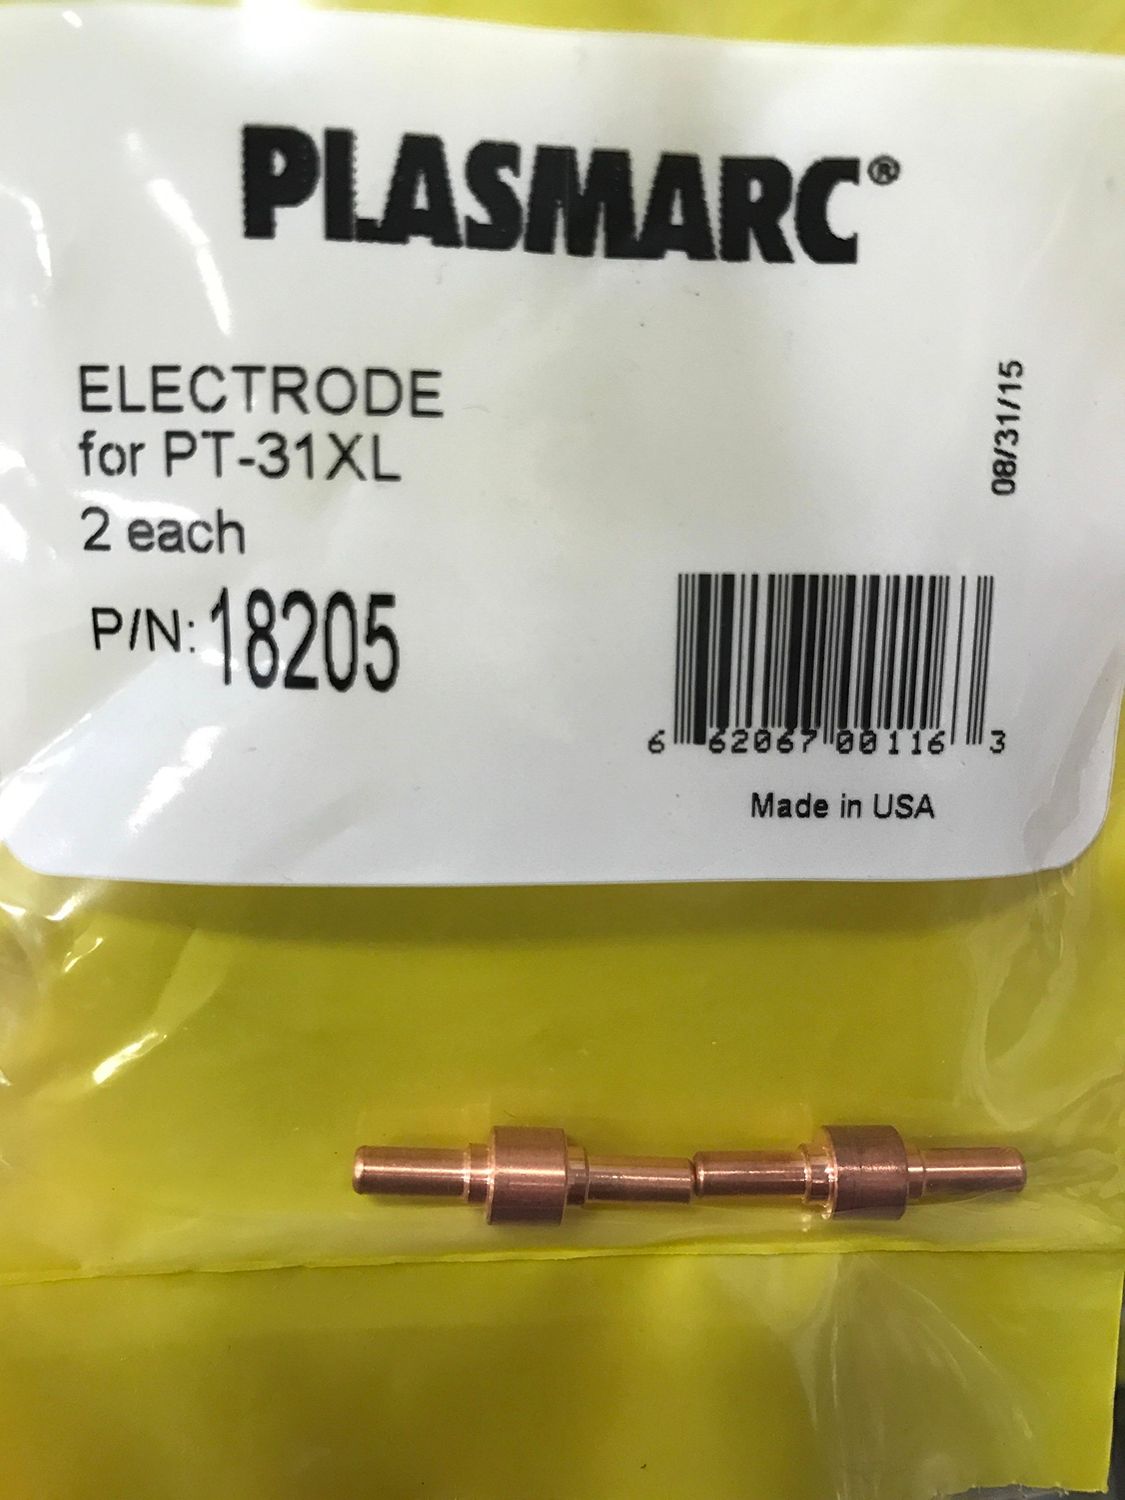 PLASMARC®
ELECTRODE
for PT-31XL
2 each
P/N: 18205
08/31/15
6 62067 00116 3
Made in USA